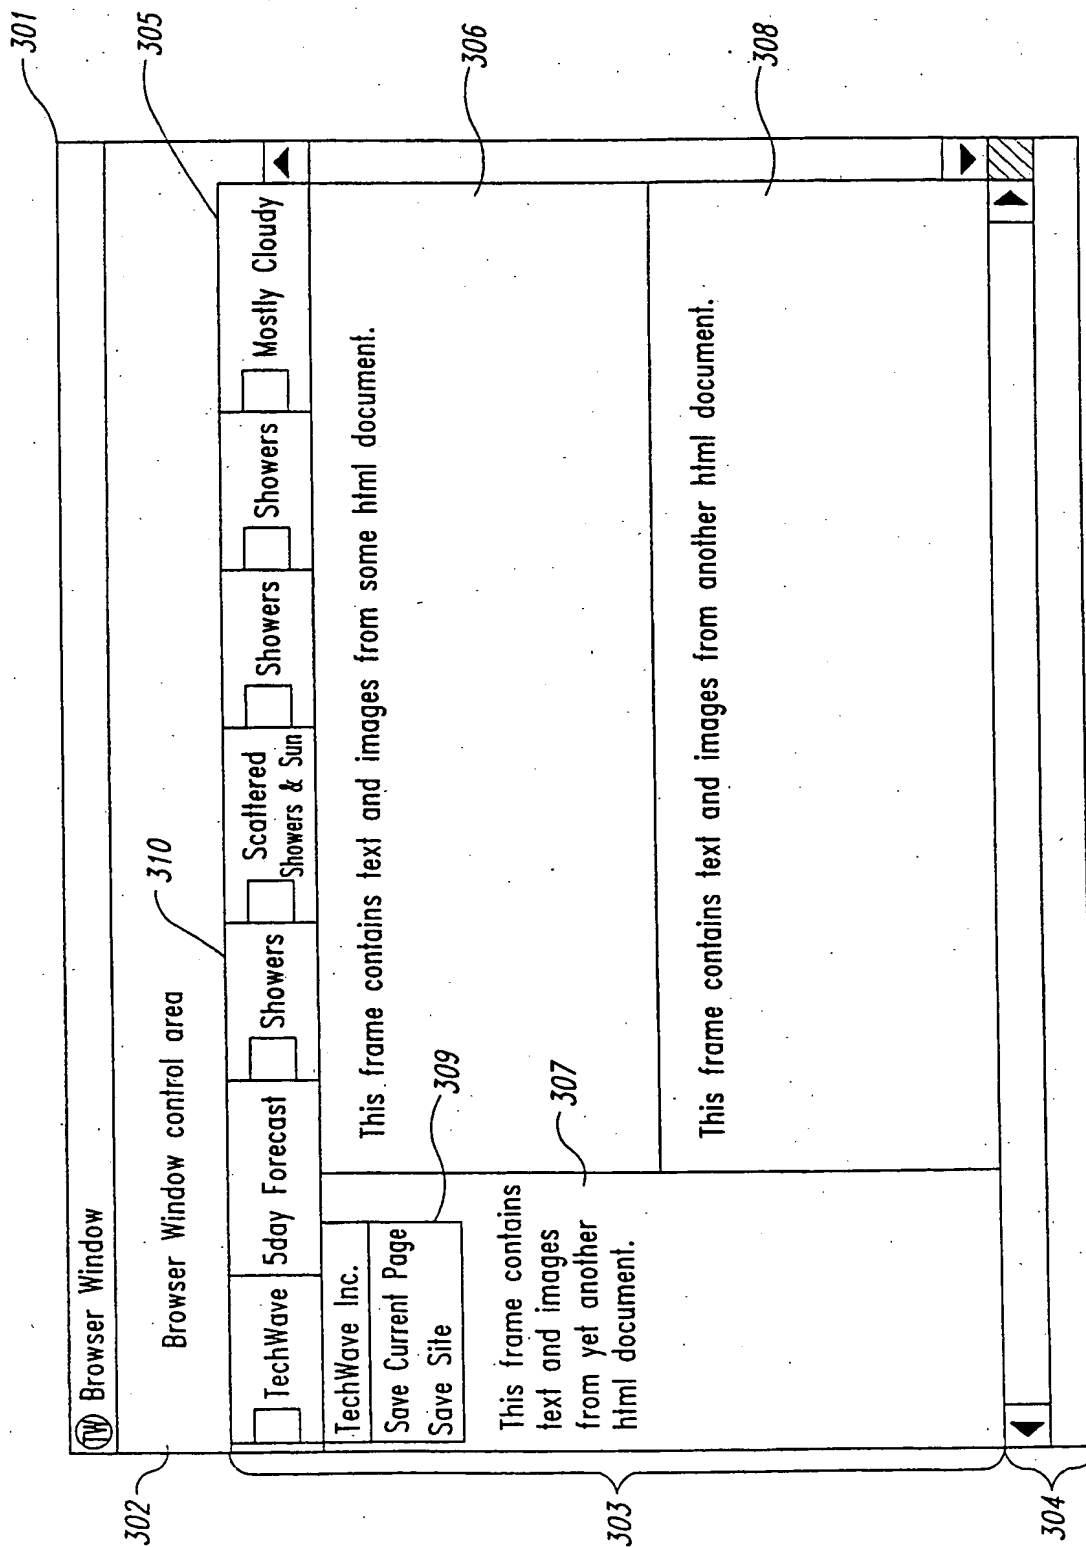 301
TW Browser Window
302
Browser Window control area
310
305
TechWave
5day Forecast
Showers
Scattered
Showers & Sun
Showers
Showers
Mostly Cloudy
TechWave Inc.
Save Current Page
Save Site
309
This frame contains text and images from some html document.
306
This frame contains
text and images
from yet another
html document.
307
303
This frame contains text and images from another html document.
308
304